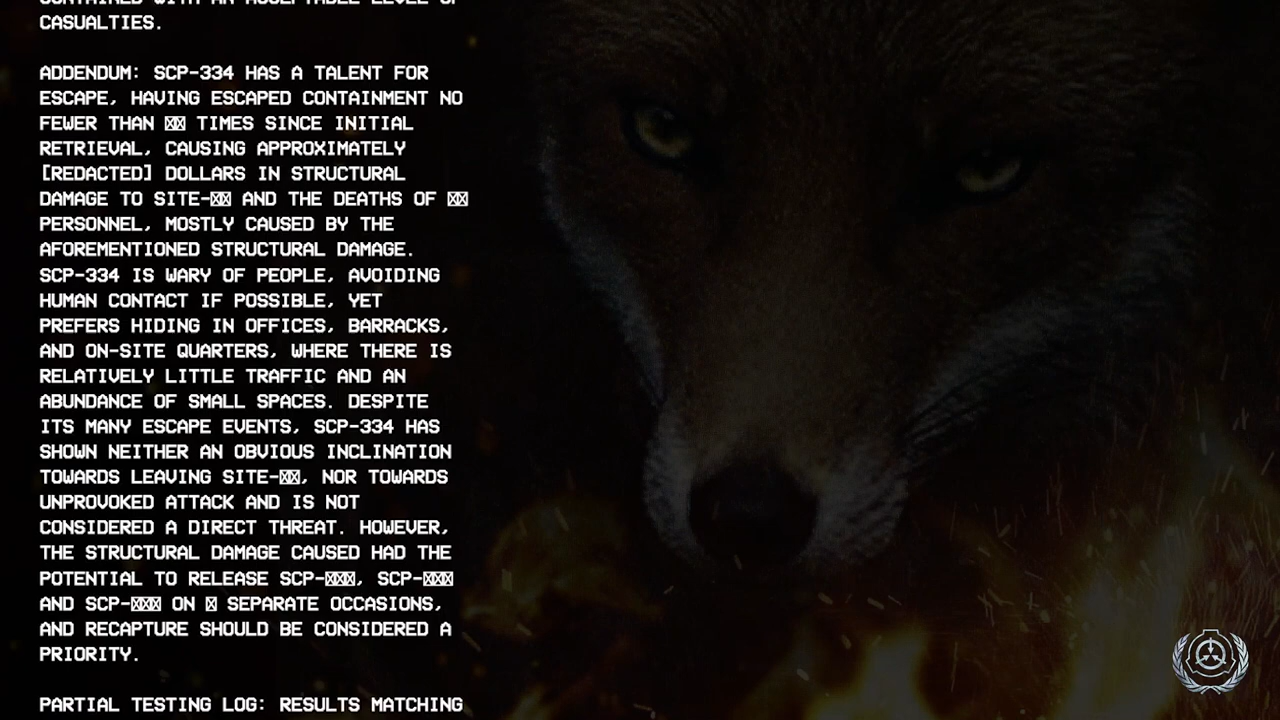 CONTAINED WITH AN ACCEPTABLE LEVEL OF
CASUALTIES.
ADDENDUM: SCP-334 HAS A TALENT FOR
ESCAPE, HAVING ESCAPED CONTAINMENT NO
FEWER THAN ☒☒ TIMES SINCE INITIAL
RETRIEVAL, CAUSING APPROXIMATELY
[REDACTED] DOLLARS IN STRUCTURAL
DAMAGE TO SITE-☒☒ AND THE DEATHS OF ☒☒
PERSONNEL, MOSTLY CAUSED BY THE
AFOREMENTIONED STRUCTURAL DAMAGE.
SCP-334 IS WARY OF PEOPLE, AVOIDING
HUMAN CONTACT IF POSSIBLE, YET
PREFERS HIDING IN OFFICES, BARRACKS,
AND ON-SITE QUARTERS, WHERE THERE IS
RELATIVELY LITTLE TRAFFIC AND AN
ABUNDANCE OF SMALL SPACES. DESPITE
ITS MANY ESCAPE EVENTS, SCP-334 HAS
SHOWN NEITHER AN OBVIOUS INCLINATION
TOWARDS LEAVING SITE-☒☒, NOR TOWARDS
UNPROVOKED ATTACK AND IS NOT
CONSIDERED A DIRECT THREAT. HOWEVER,
THE STRUCTURAL DAMAGE CAUSED HAD THE
POTENTIAL TO RELEASE SCP-☒☒☒, SCP-☒☒☒
AND SCP-☒☒☒ ON ☒ SEPARATE OCCASIONS,
AND RECAPTURE SHOULD BE CONSIDERED A
PRIORITY.
PARTIAL TESTING LOG: RESULTS MATCHING